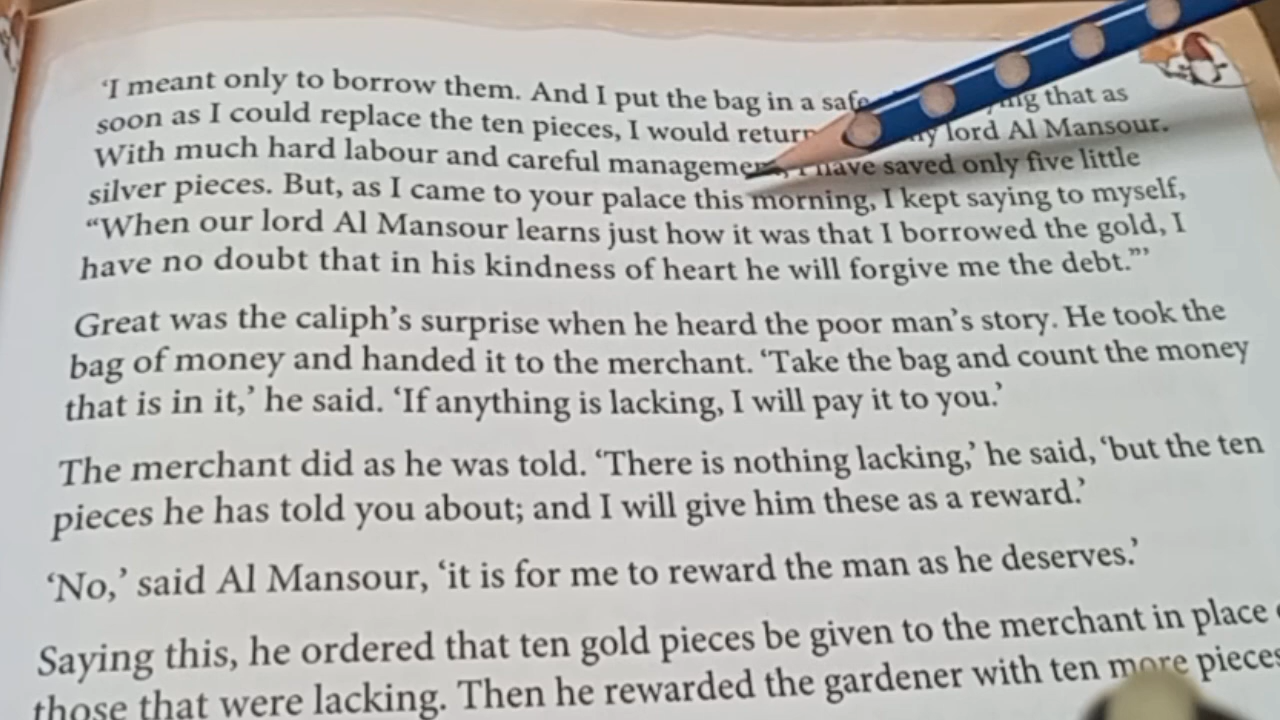 ‘I meant only to borrow them. And I put the bag in a safe that as
soon as I could replace the ten pieces, I would return my lord Al Mansour.
With much hard labour and careful management, I have saved only five little
silver pieces. But, as I came to your palace this morning, I kept saying to myself,
“When our lord Al Mansour learns just how it was that I borrowed the gold, I
have no doubt that in his kindness of heart he will forgive me the debt.”’
Great was the caliph’s surprise when he heard the poor man’s story. He took the
bag of money and handed it to the merchant. ‘Take the bag and count the money
that is in it,’ he said. ‘If anything is lacking, I will pay it to you.’
The merchant did as he was told. ‘There is nothing lacking,’ he said, ‘but the ten
pieces he has told you about; and I will give him these as a reward.’
‘No,’ said Al Mansour, ‘it is for me to reward the man as he deserves.’
Saying this, he ordered that ten gold pieces be given to the merchant in place
those that were lacking. Then he rewarded the gardener with ten more pieces